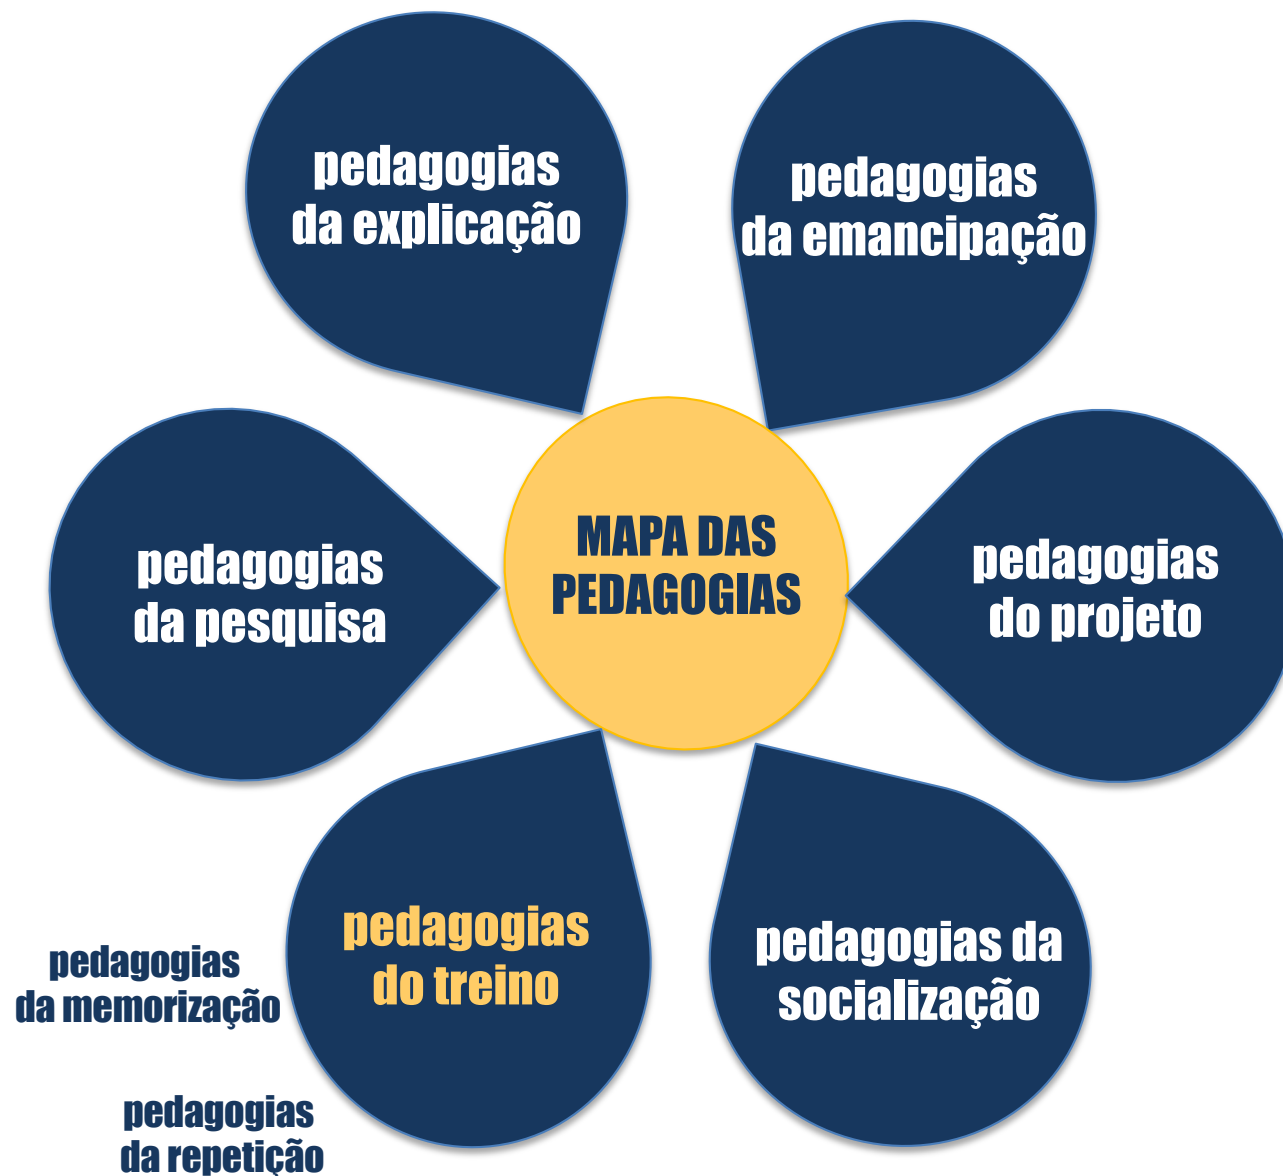 pedagogias
da explicação
pedagogias
da emancipação
pedagogias
da pesquisa
MAPA DAS
PEDAGOGIAS
pedagogias
do projeto
pedagogias
do treino
pedagogias da
socialização
pedagogias
da memorização
pedagogias
da repetição